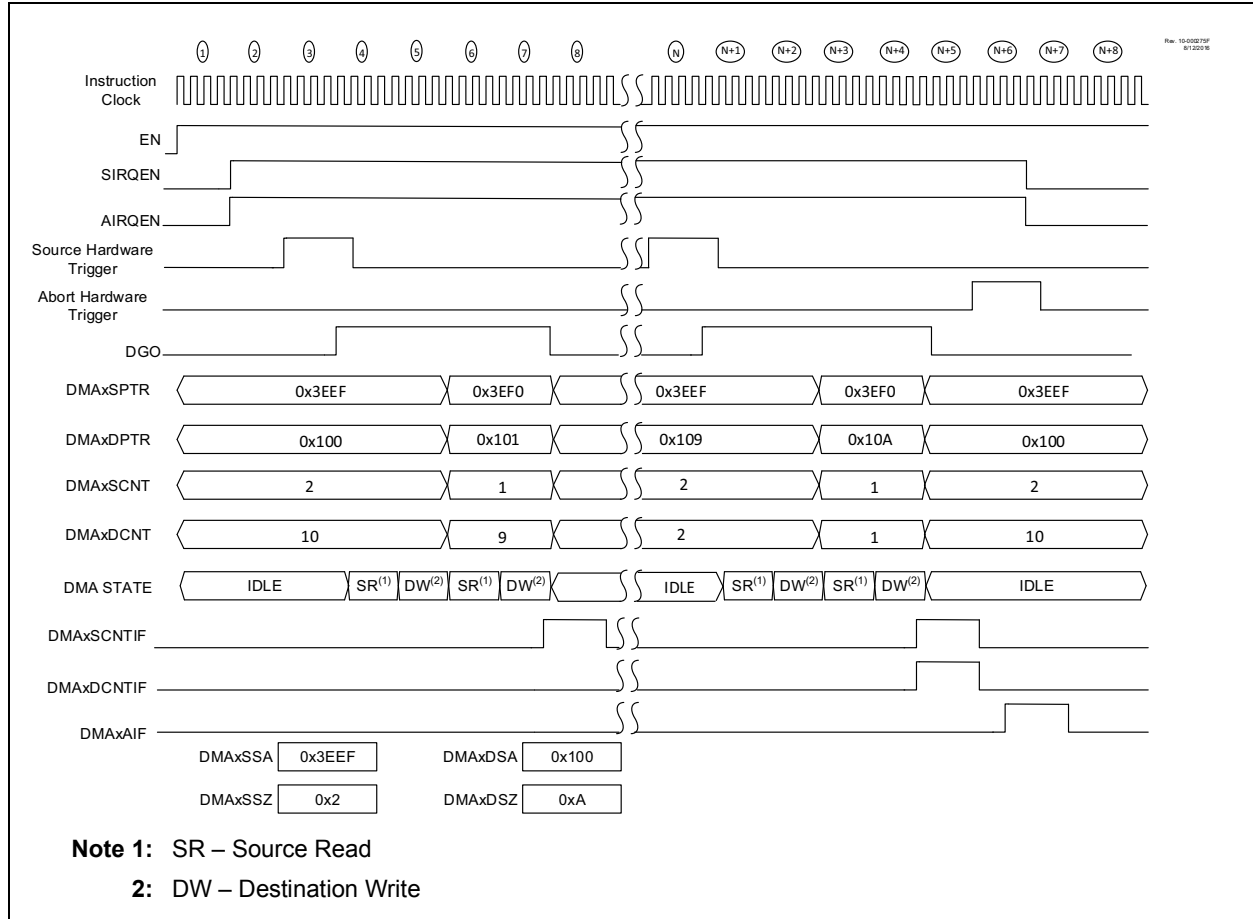 1 2 3 4 5 6 7 8 N N+1 N+2 N+3 N+4 N+5 N+6 N+7 N+8
Rev. 10-000275F
8/12/2016
Instruction
Clock
EN
SIRQEN
AIRQEN
Source Hardware
Trigger
Abort Hardware
Trigger
DGO
DMAxSPTR 0x3EEF 0x3EF0 0x3EEF 0x3EF0 0x3EEF
DMAxDPTR 0x100 0x101 0x109 0x10A 0x100
DMAxSCNT 2 1 2 1 2
DMAxDCNT 10 9 2 1 10
DMA STATE IDLE SR(1) DW(2) SR(1) DW(2) IDLE SR(1) DW(2) SR(1) DW(2) IDLE
DMAxSCNTIF
DMAxDCNTIF
DMAxAIF
DMAxSSA 0x3EEF DMAxDSA 0x100
DMAxSSZ 0x2 DMAxDSZ 0xA
Note 1: SR – Source Read
2: DW – Destination Write